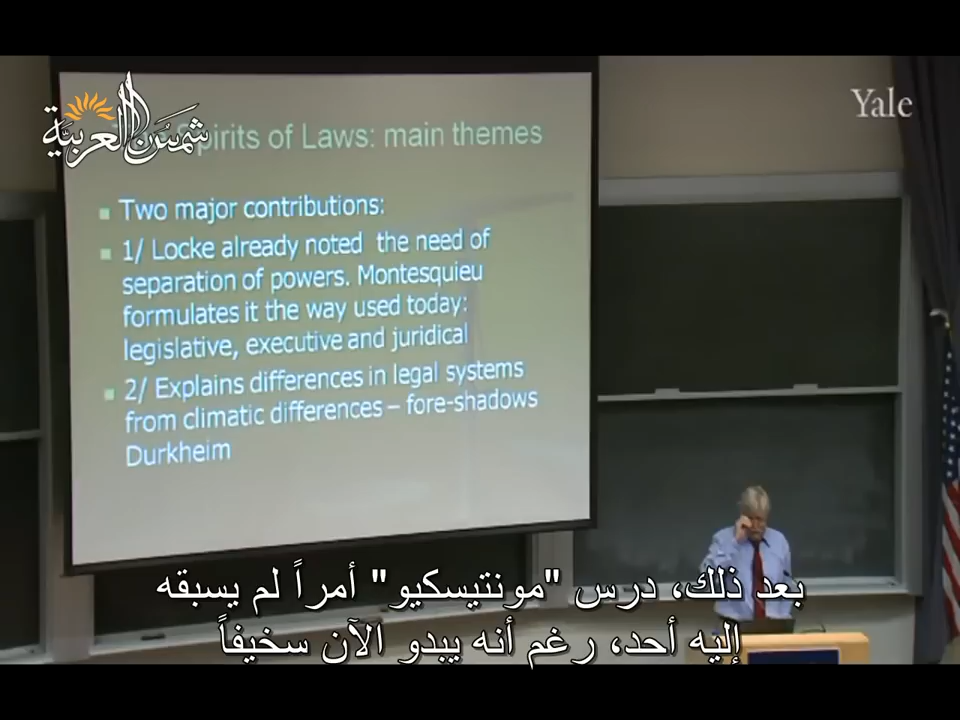 Yale
شمس العربية
Spirits of Laws: main themes
Two major contributions:
1/ Locke already noted the need of
separation of powers. Montesquieu
formulates it the way used today:
legislative, executive and juridical
2/ Explains differences in legal systems
from climatic differences – fore-shadows
Durkheim
بعد ذلك، درس "مونتيسكيو" أمراً لم يسبقه
إليه أحد، رغم أنه يبدو الآن سخيفاً